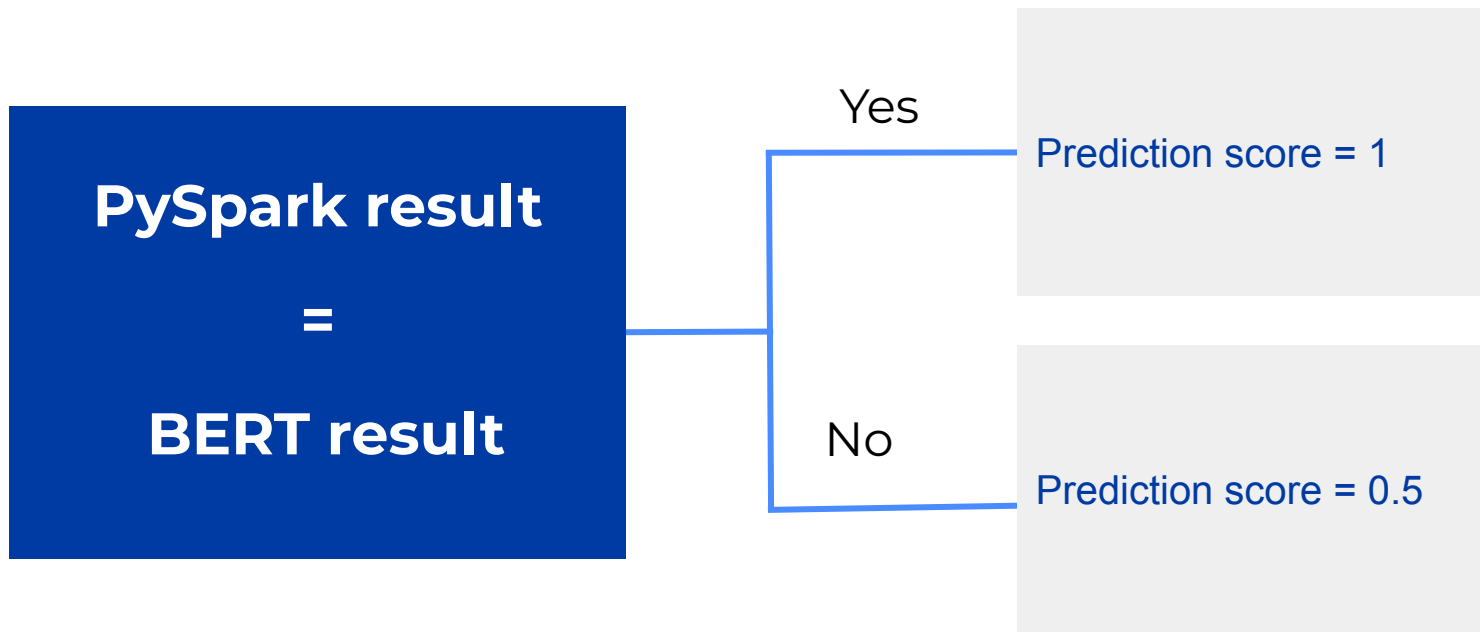 PySpark result
=
BERT result
Yes
Prediction score = 1
No
Prediction score = 0.5